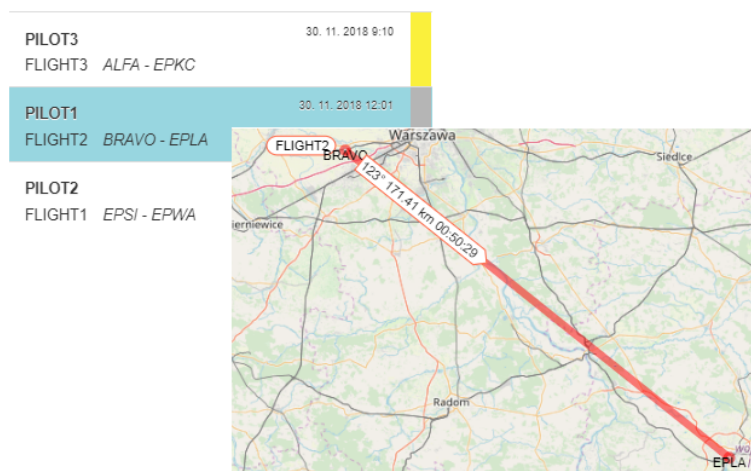 PILOT3
30. 11. 2018 9:10
FLIGHT3 ALFA - EPKC
PILOT1
30. 11. 2018 12:01
FLIGHT2 BRAVO - EPLA
PILOT2
FLIGHT1 EPSI - EPWA
Warszawa
FLIGHT2
BRAVO
Siedlce
123° 171.41 km 00:50:29
ierniewice
Radom
EPLA